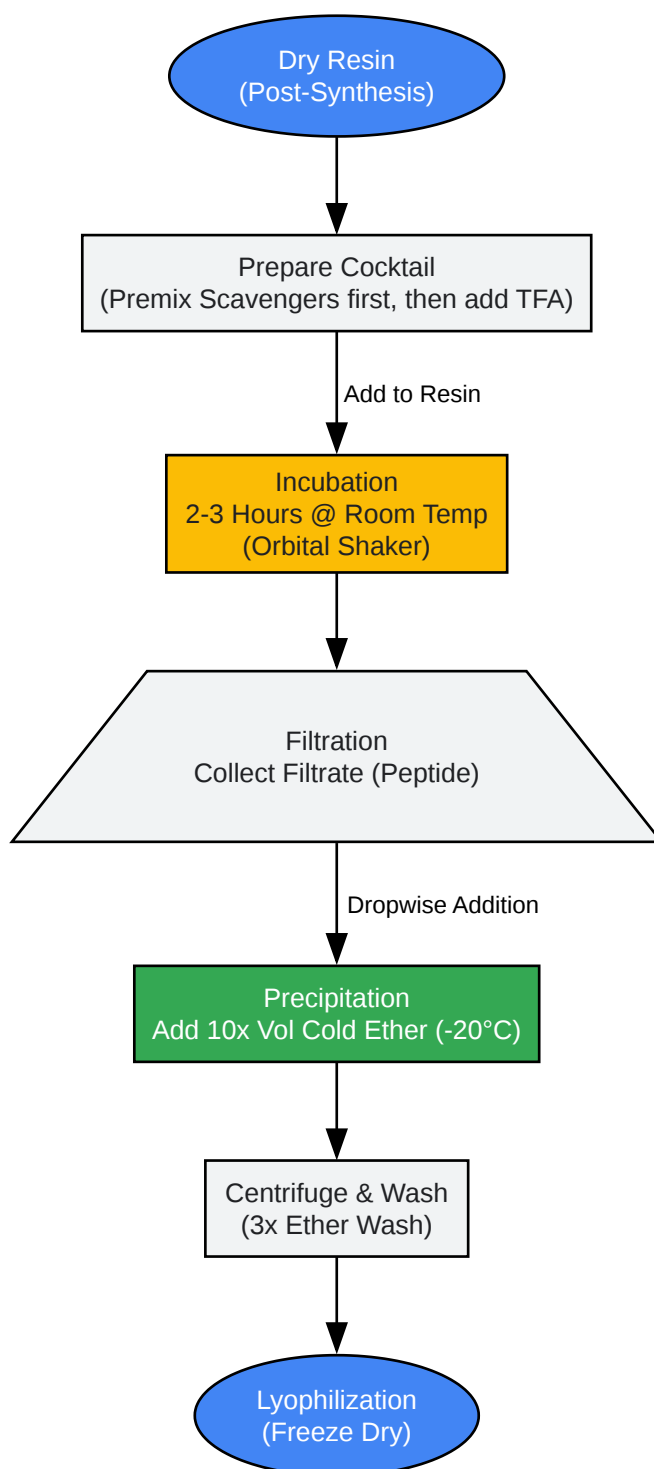 Dry Resin
(Post-Synthesis)
Prepare Cocktail
(Premix Scavengers first, then add TFA)
Add to Resin
Incubation
2-3 Hours @ Room Temp
(Orbital Shaker)
Filtration
Collect Filtrate (Peptide)
Dropwise Addition
Precipitation
Add 10x Vol Cold Ether (-20°C)
Centrifuge & Wash
(3x Ether Wash)
Lyophilization
(Freeze Dry)